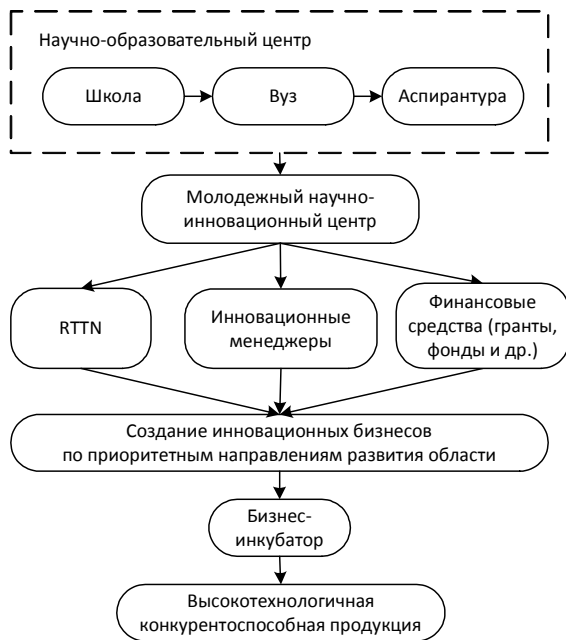 Научно-образовательный центр
Школа
Вуз
Аспирантура
Молодежный научно-
инновационный центр
RTTN
Инновационные
менеджеры
Финансовые
средства (гранты,
фонды и др.)
Создание инновационных бизнесов
по приоритетным направлениям развития области
Бизнес-
инкубатор
Высокотехнологичная
конкурентоспособная продукция